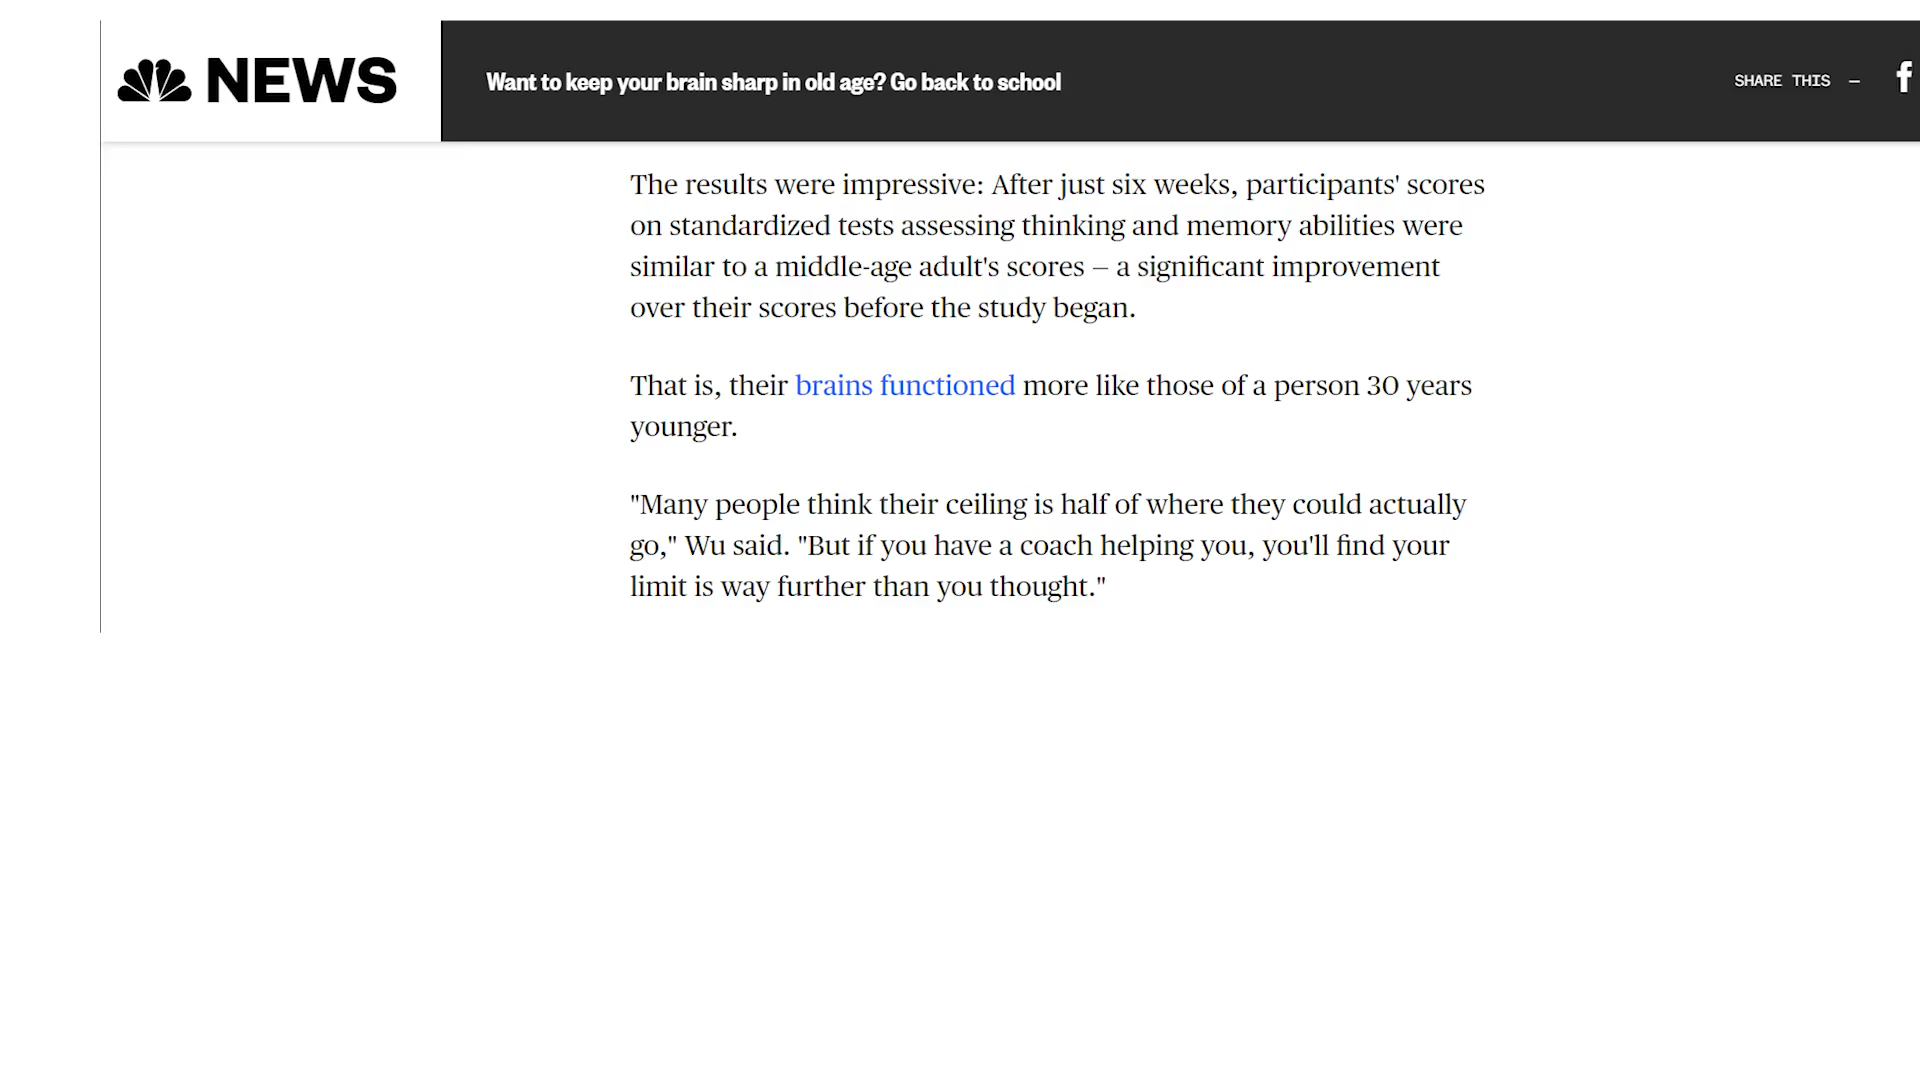 NEWS
Want to keep your brain sharp in old age? Go back to school
SHARE THIS –
The results were impressive: After just six weeks, participants' scores
on standardized tests assessing thinking and memory abilities were
similar to a middle-age adult's scores – a significant improvement
over their scores before the study began.
That is, their brains functioned more like those of a person 30 years
younger.
"Many people think their ceiling is half of where they could actually
go," Wu said. "But if you have a coach helping you, you'll find your
limit is way further than you thought."